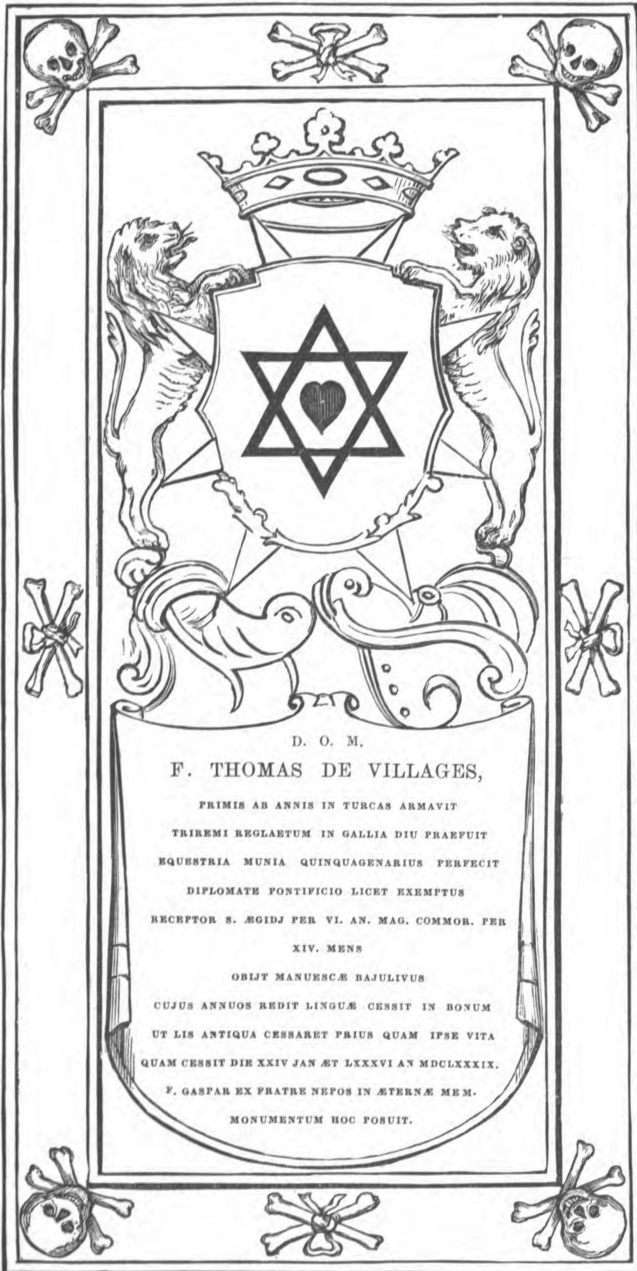 D. O. M.
F. THOMAS DE VILLAGES,
PRIMIS AB ANNIS IN TURCAS ARMAVIT
TRIREMI REGLAETUM IN GALLIA DIU PRAEFUIT
EQUESTRIA MUNIA QUINQUAGENARIUS PERFECIT
DIPLOMATE PONTIFICIO LICET EXEMPTUS
RECEPTOR S. ÆGIDJ PER VI. AN. MAG. COMMOR. PER
XIV. MENS
OBIJT MANUESCÆ BAJULIVUS
CUJUS ANNUOS REDIT LINGUÆ CESSIT IN BONUM
UT LIS ANTIQUA CESSARET PRIUS QUAM IPSE VITA
QUAM CESSIT DIE XXIV JAN ÆT LXXXVI AN MDCLXXXIX.
F. GASPAR EX FRATRE NEPOS IN ÆTERNÆ MEM-
MONUMENTUM HOC POSUIT.